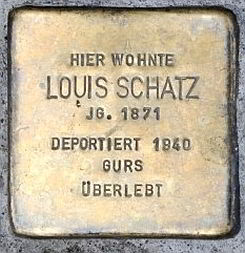 HIER WOHNTE
LOUIS SCHATZ
JG. 1871
DEPORTIERT 1940
GURS
ÜBERLEBT